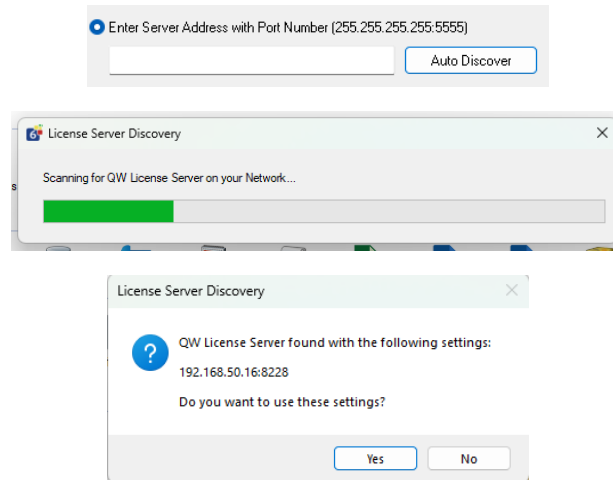 Enter Server Address with Port Number (255.255.255.255:5555)
Auto Discover
License Server Discovery
s
Scanning for QW License Server on your Network...
License Server Discovery
QW License Server found with the following settings:
192.168.50.16:8228
Do you want to use these settings?
Yes No